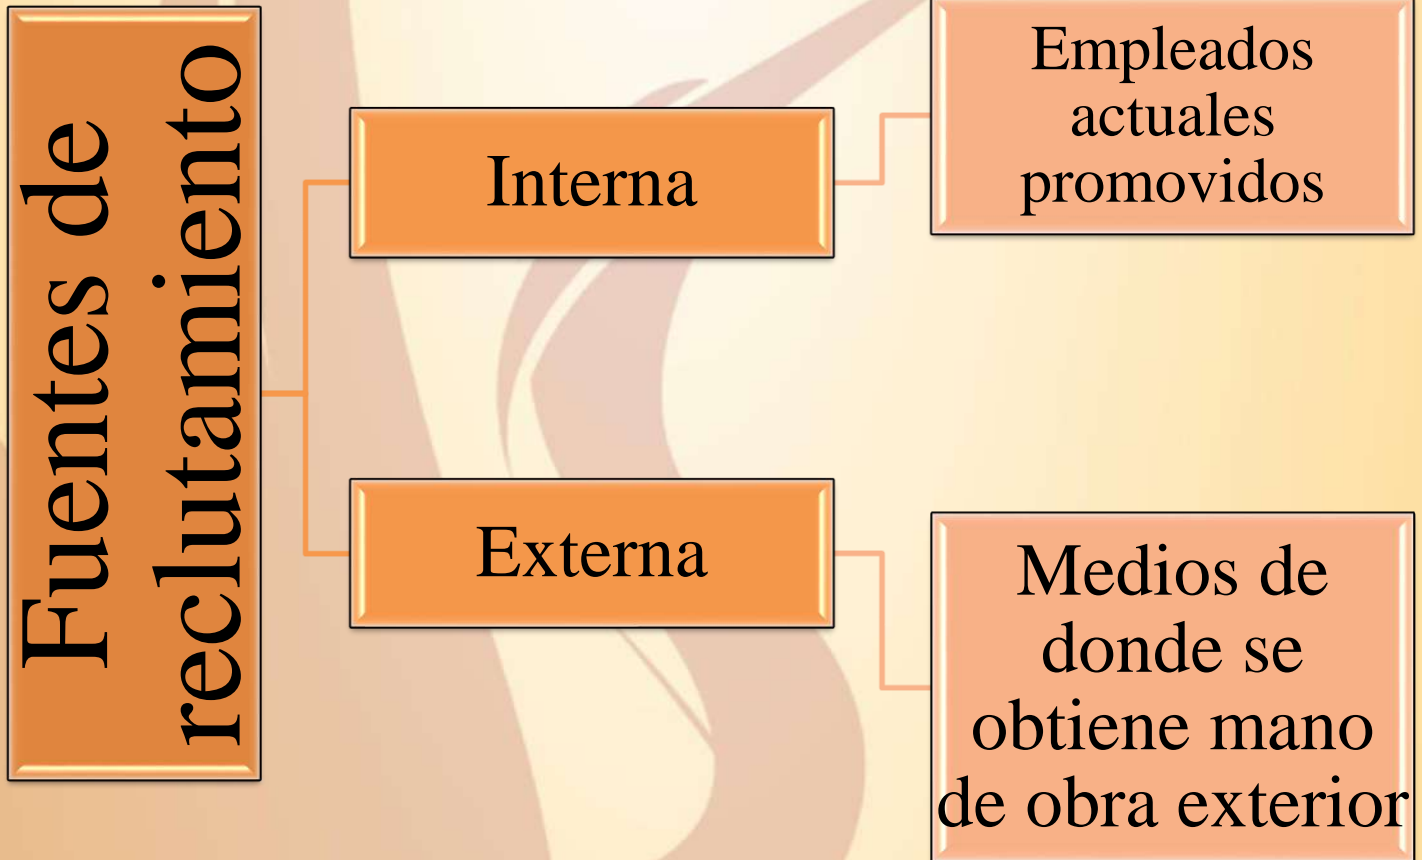 Fuentes de
reclutamiento
Interna
Empleados
actuales
promovidos
Externa
Medios de
donde se
obtiene mano
de obra exterior